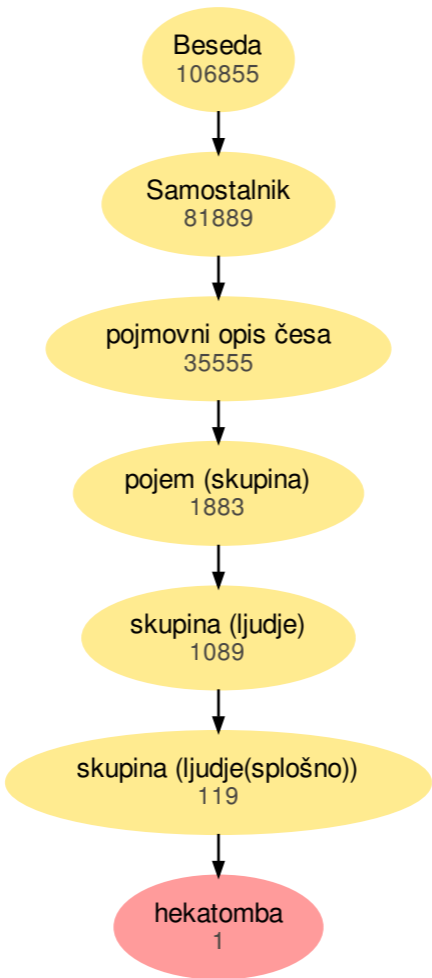 Beseda
106855
Samostalnik
81889
pojmovni opis česa
35555
pojem (skupina)
1883
skupina (ljudje)
1089
skupina (ljudje(splošno))
119
hekatomba
1